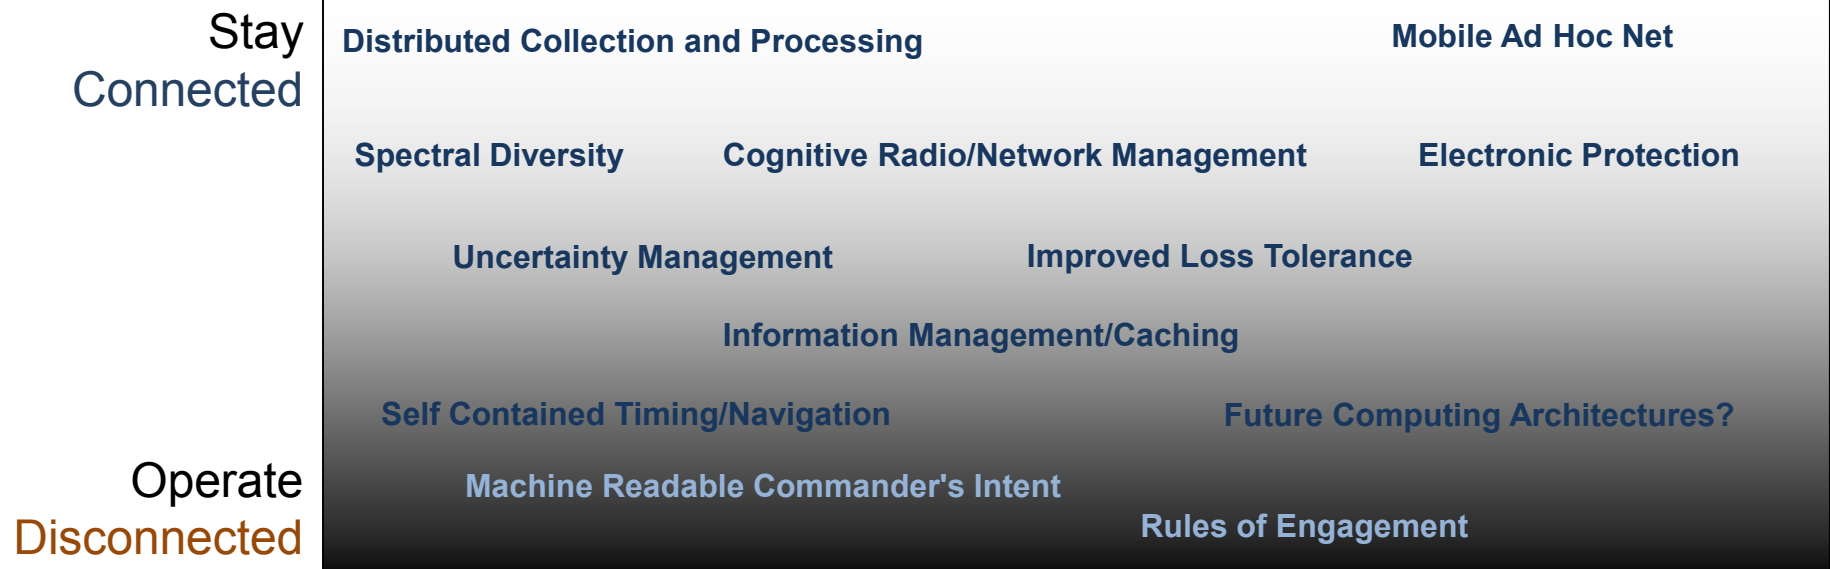 Stay
Connected
Distributed Collection and Processing
Mobile Ad Hoc Net
Spectral Diversity
Cognitive Radio/Network Management
Electronic Protection
Uncertainty Management
Improved Loss Tolerance
Information Management/Caching
Self Contained Timing/Navigation
Future Computing Architectures?
Operate
Disconnected
Machine Readable Commander's Intent
Rules of Engagement